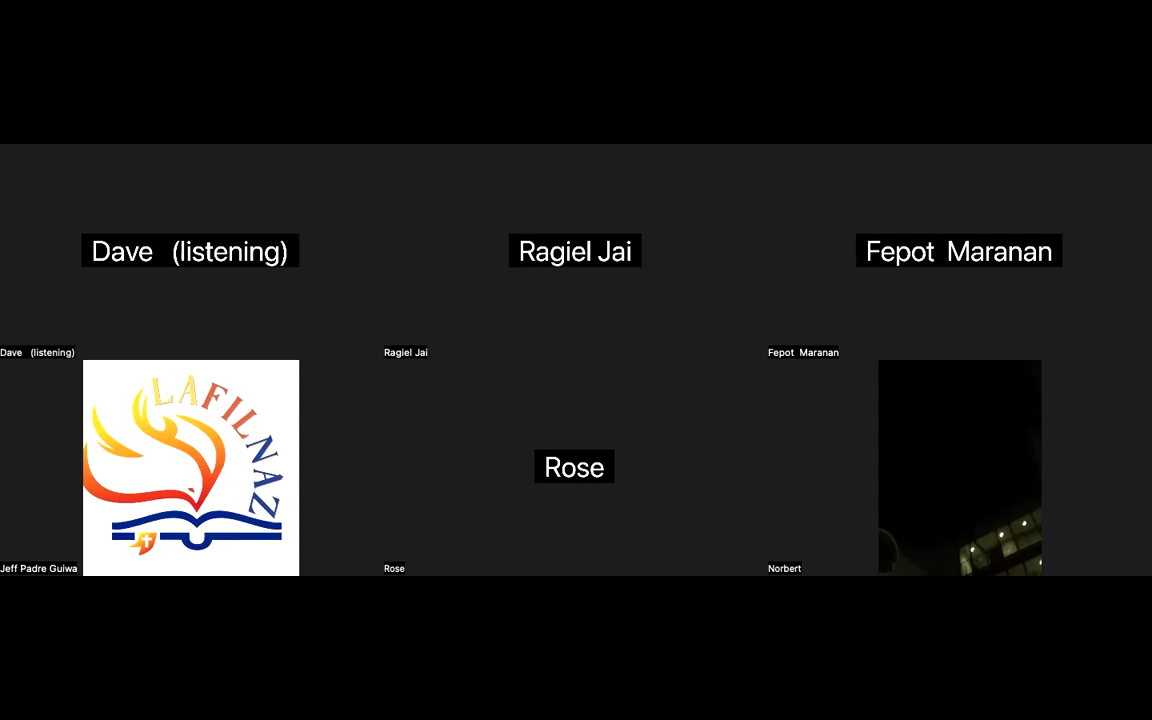 Dave (listening)
Ragiel Jai
Fepot Maranan
Dave (listening)
Ragiel Jai
Fepot Maranan
LAFILNAZ
Rose
Jeff Padre Guiwa
Rose
Norbert